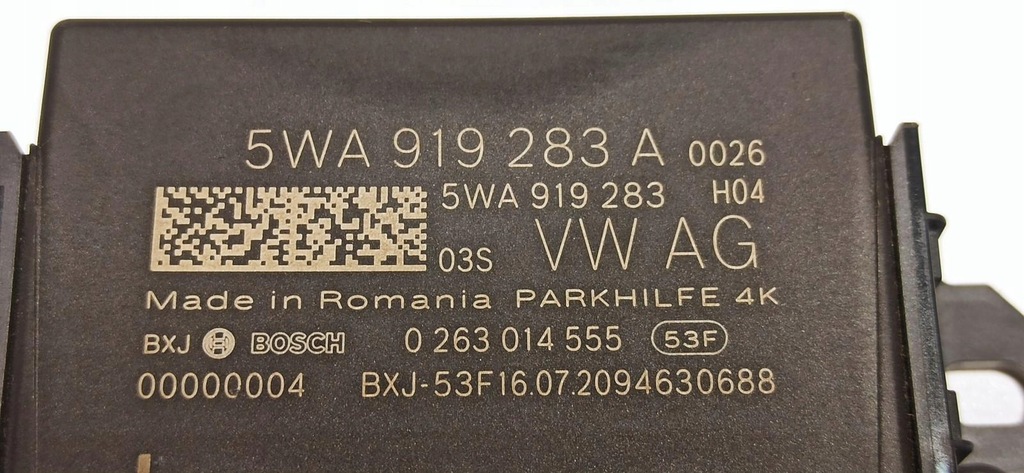 5WA 919 283 A 0026
5WA 919 283 H04
03S VW AG
Made in Romania PARKHILFE 4K
BXJ BOSCH 0 263 014 555 53F
00000004 BXJ-53F16.07.2094630688